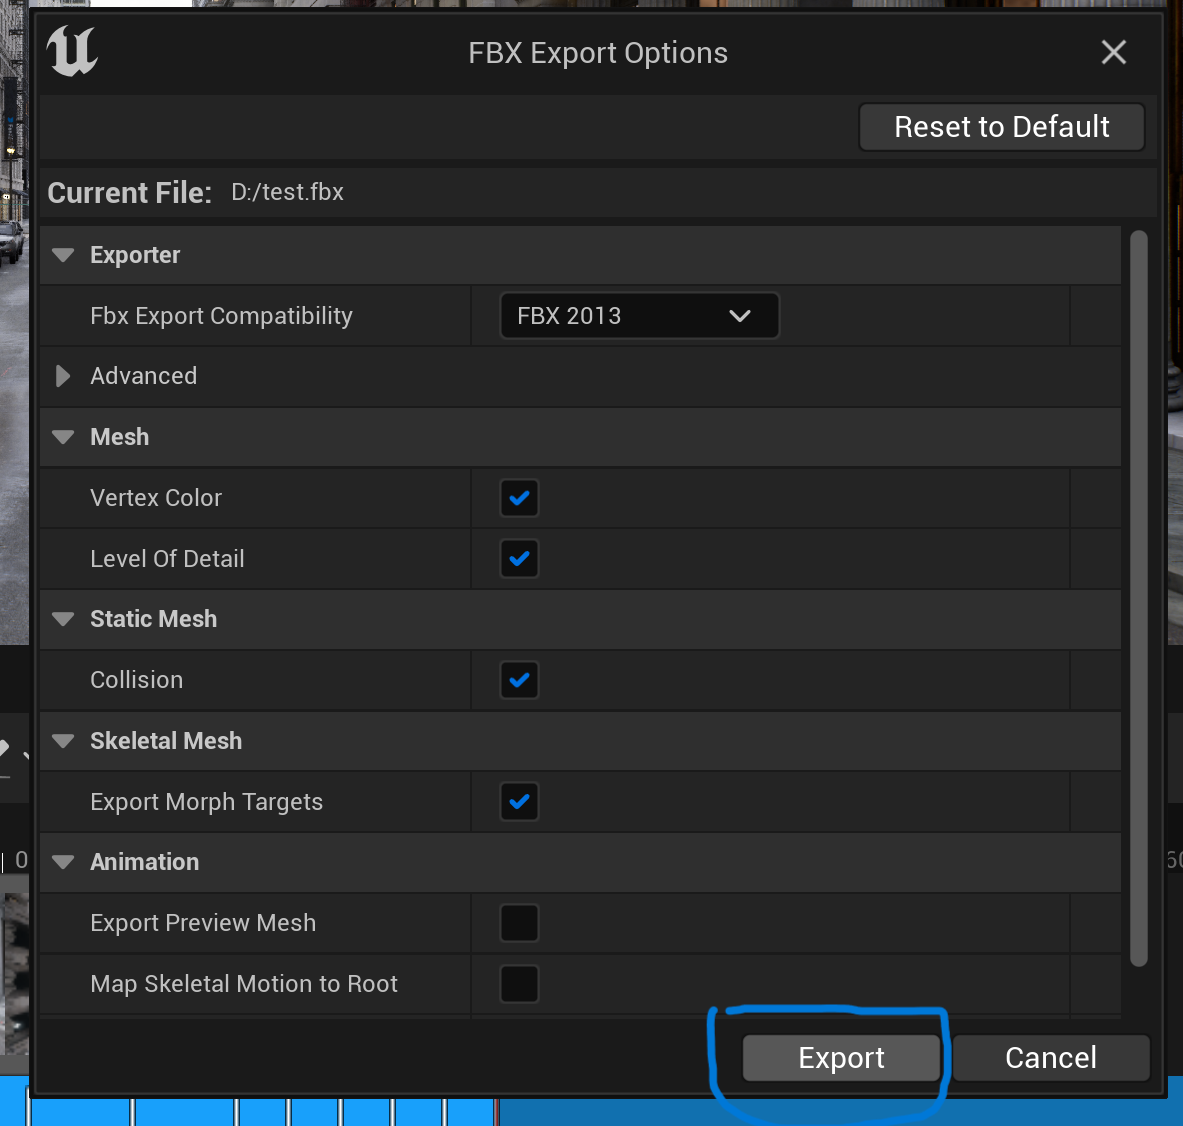 FBX Export Options
Reset to Default
Current File: D:/test.fbx
Exporter
Fbx Export Compatibility FBX 2013
Advanced
Mesh
Vertex Color
Level Of Detail
Static Mesh
Collision
Skeletal Mesh
Export Morph Targets
Animation
0
Export Preview Mesh
Map Skeletal Motion to Root
Export Cancel